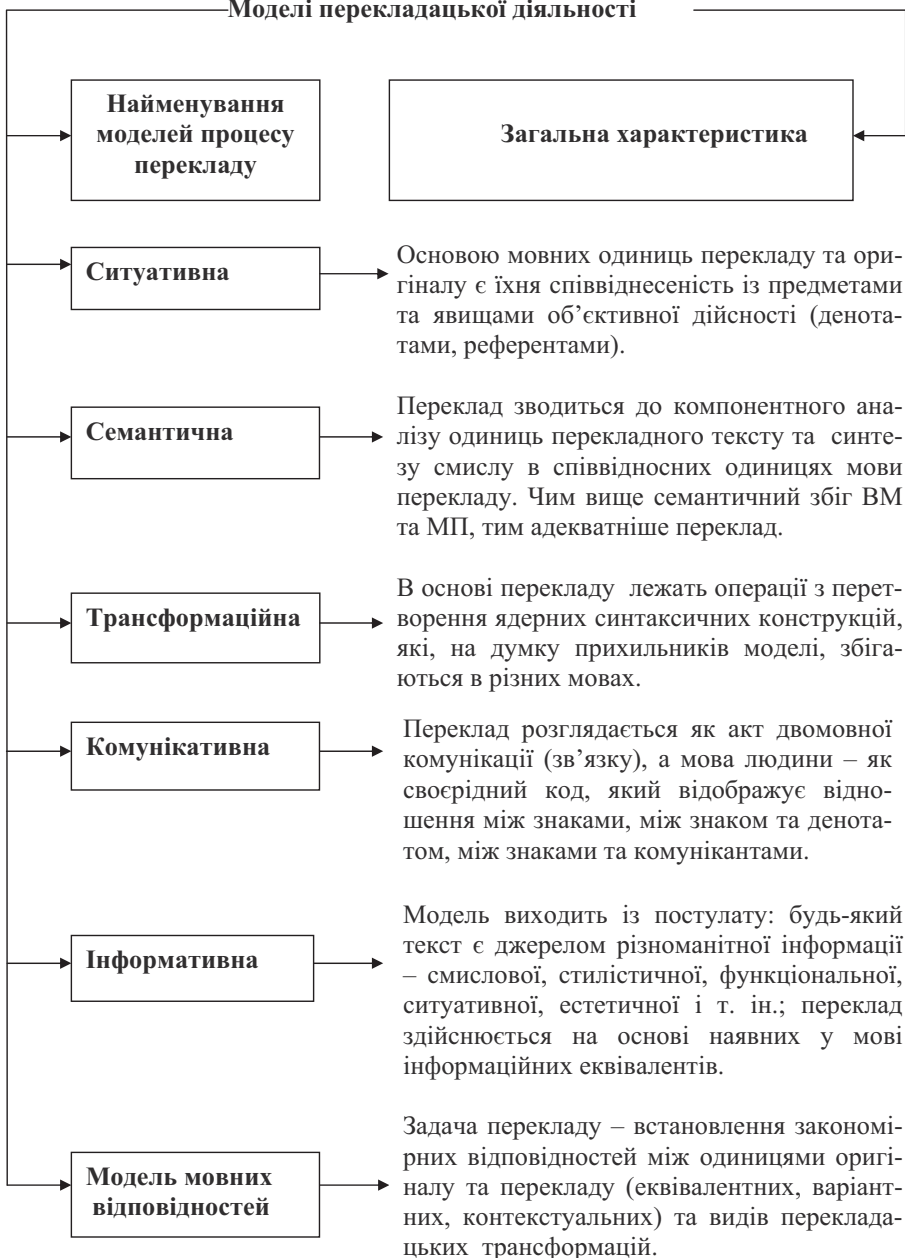 Моделі перекладацької діяльності
Найменування
моделей процесу
перекладу
Загальна характеристика
Ситуативна
Основою мовних одиниць перекладу та ори-
гіналу є їхня співвіднесеність із предметами
та явищами об’єктивної дійсності (денота-
тами, референтами).
Семантична
Переклад зводиться до компонентного ана-
лізу одиниць перекладного тексту та синте-
зу смислу в співвідносних одиницях мови
перекладу. Чим вище семантичний збіг ВМ
та МП, тим адекватніше переклад.
Трансформаційна
В основі перекладу лежать операції з перет-
ворення ядерних синтаксичних конструкцій,
які, на думку прихильників моделі, збіга-
ються в різних мовах.
Комунікативна
Переклад розглядається як акт двомовної
комунікації (зв’язку), а мова людини – як
своєрідний код, який відображує відно-
шення між знаками, між знаком та денота-
том, між знаками та комунікантами.
Інформативна
Модель виходить із постулату: будь-який
текст є джерелом різноманітної інформації
– смислової, стилістичної, функціональної,
ситуативної, естетичної і т. ін.; переклад
здійснюється на основі наявних у мові
інформаційних еквівалентів.
Модель мовних
відповідностей
Задача перекладу – встановлення закономі-
рних відповідностей між одиницями оригі-
налу та перекладу (еквівалентних, варіант-
них, контекстуальних) та видів переклада-
цьких трансформацій.